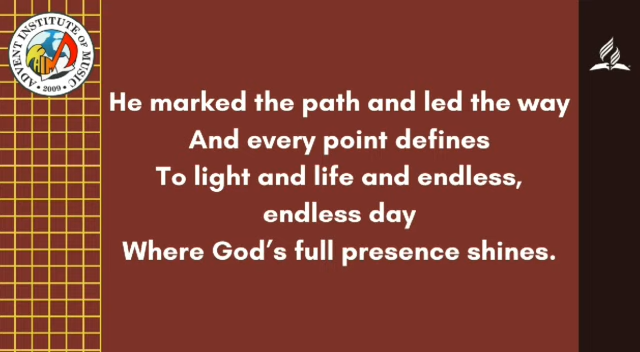 ADVENT INSTITUTE OF MUSIC
AIM
• 2009 •
He marked the path and led the way
And every point defines
To light and life and endless,
endless day
Where God's full presence shines.